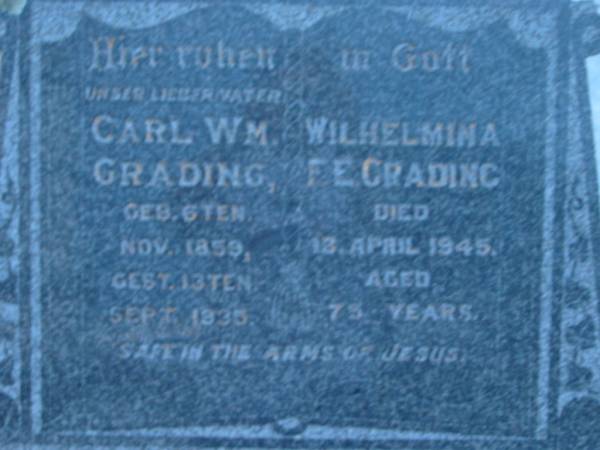 Hier ruhen in Gott
UNSER LIEBER VATER
CARL WM.
GRADING,
GEB. 6TEN
NOV. 1859,
GEST. 13TEN
SEPT. 1935
WILHELMINA
F.E. GRADING
DIED
13. APRIL 1945.
AGED
75 YEARS.
SAFE IN THE ARMS OF JESUS.